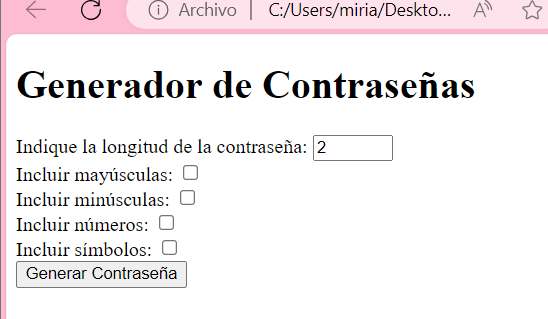 Archivo | C:/Users/miria/Deskto...
Generador de Contraseñas
Indique la longitud de la contraseña: 2
Incluir mayúsculas:
Incluir minúsculas:
Incluir números:
Incluir símbolos:
Generar Contraseña